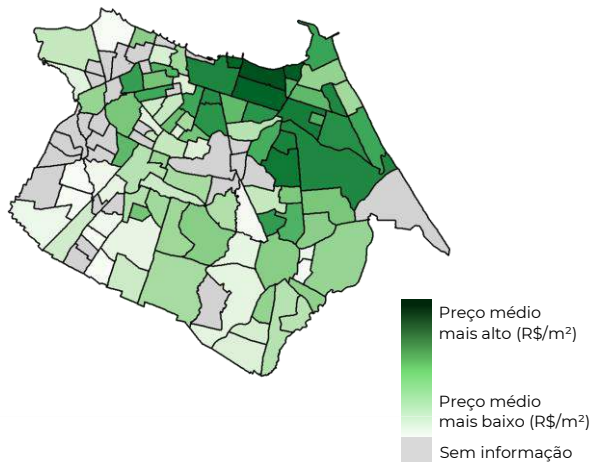 Preço médio
mais alto (R$/m²)
Preço médio
mais baixo (R$/m²)
Sem informação